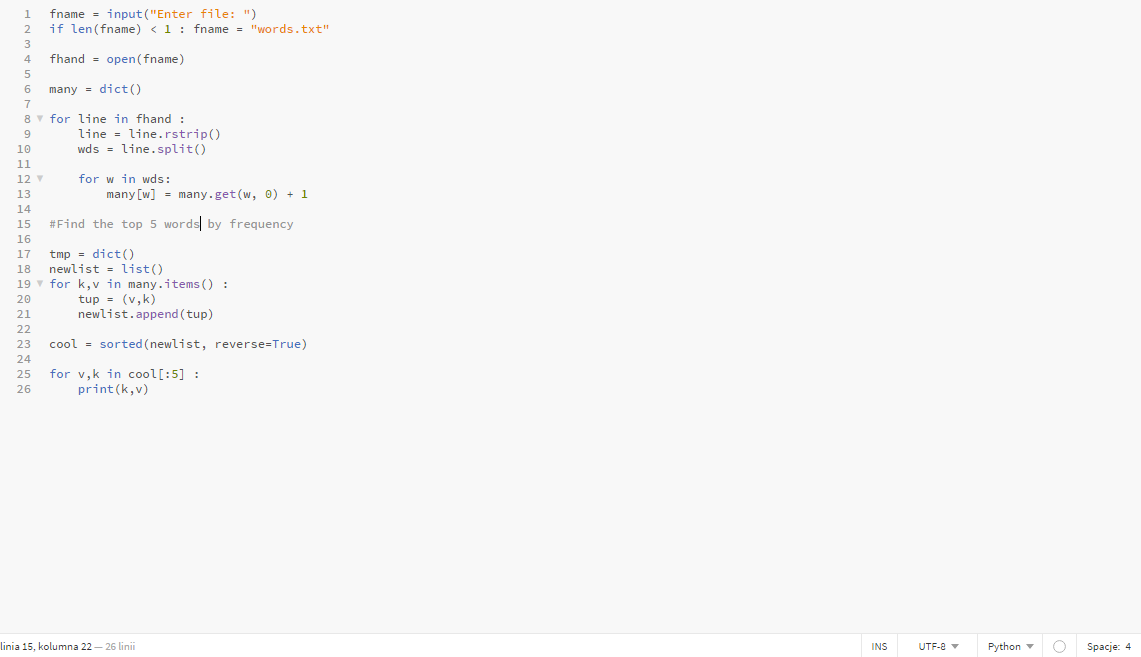 1 fname = input("Enter file: ")
2 if len(fname) < 1 : fname = "words.txt"
3
4 fhand = open(fname)
5
6 many = dict()
7
8 for line in fhand :
9     line = line.rstrip()
10     wds = line.split()
11
12     for w in wds:
13         many[w] = many.get(w, 0) + 1
14
15 #Find the top 5 words by frequency
16
17 tmp = dict()
18 newlist = list()
19 for k,v in many.items() :
20     tup = (v,k)
21     newlist.append(tup)
22
23 cool = sorted(newlist, reverse=True)
24
25 for v,k in cool[:5] :
26     print(k,v)
linia 15, kolumna 22 — 26 linii INS UTF-8 Python Spacje: 4